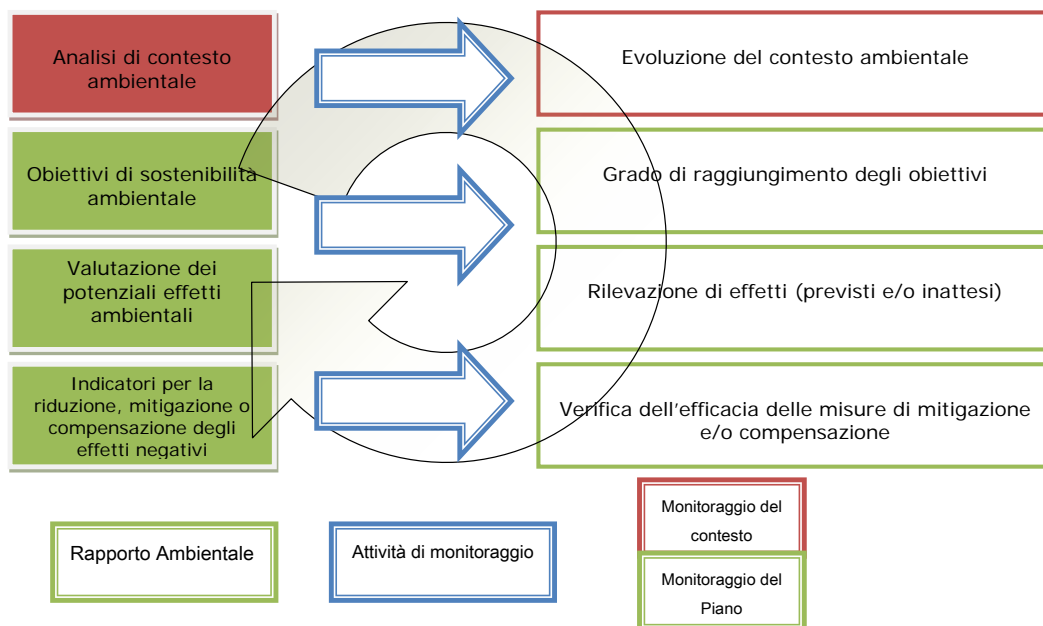 Analisi di contesto
ambientale
Evoluzione del contesto ambientale
Obiettivi di sostenibilità
ambientale
Grado di raggiungimento degli obiettivi
Valutazione dei
potenziali effetti
ambientali
Rilevazione di effetti (previsti e/o inattesi)
Indicatori per la
riduzione, mitigazione o
compensazione degli
effetti negativi
Verifica dell'efficacia delle misure di mitigazione
e/o compensazione
Rapporto Ambientale
Attività di monitoraggio
Monitoraggio del
contesto
Monitoraggio del
Piano